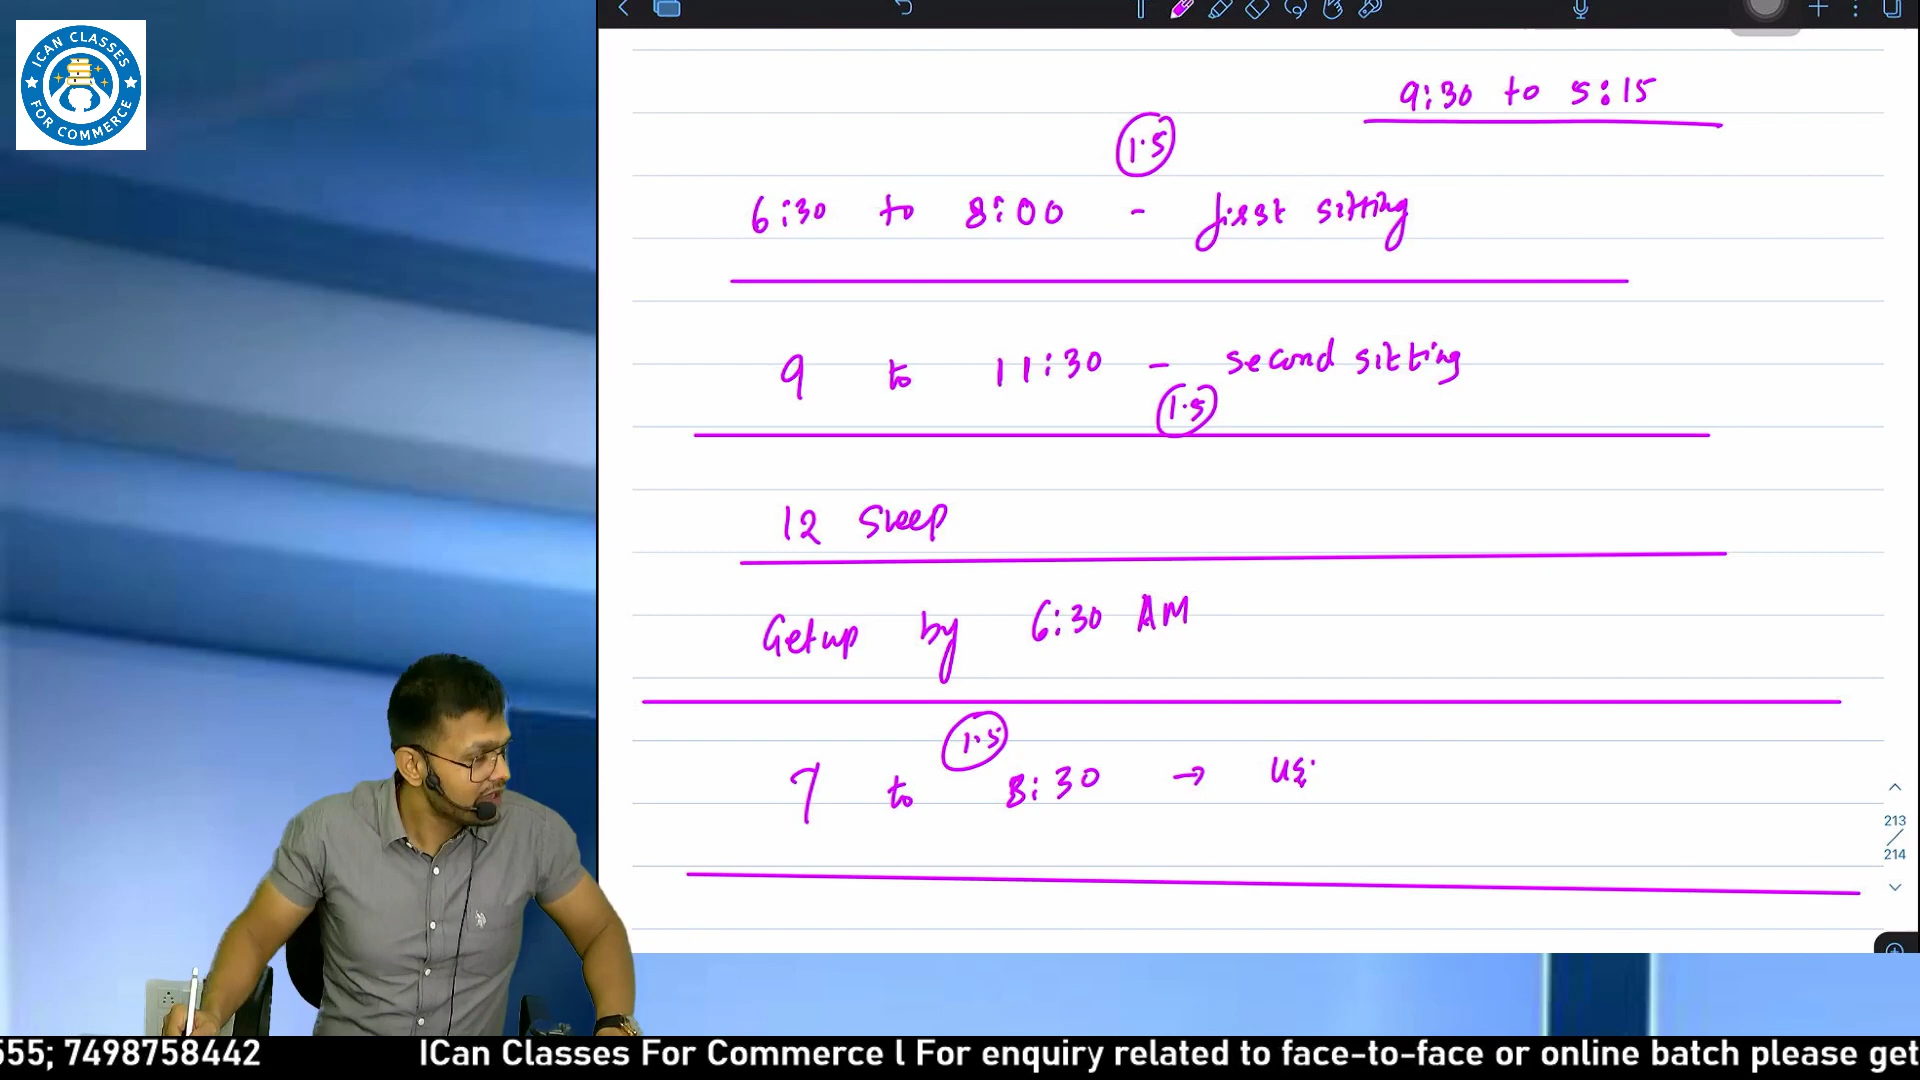 ICAN CLASSES
FOR COMMERCE
9:30 to 5:15
1.5
6:30 to 8:00 - first sitting
9 to 11:30 - second sitting
1.5
12 Sleep
Getup by 6:30 AM
1.5
7 to 8:30 →
213
214
555; 7498758442 ICan Classes For Commerce l For enquiry related to face-to-face or online batch please get